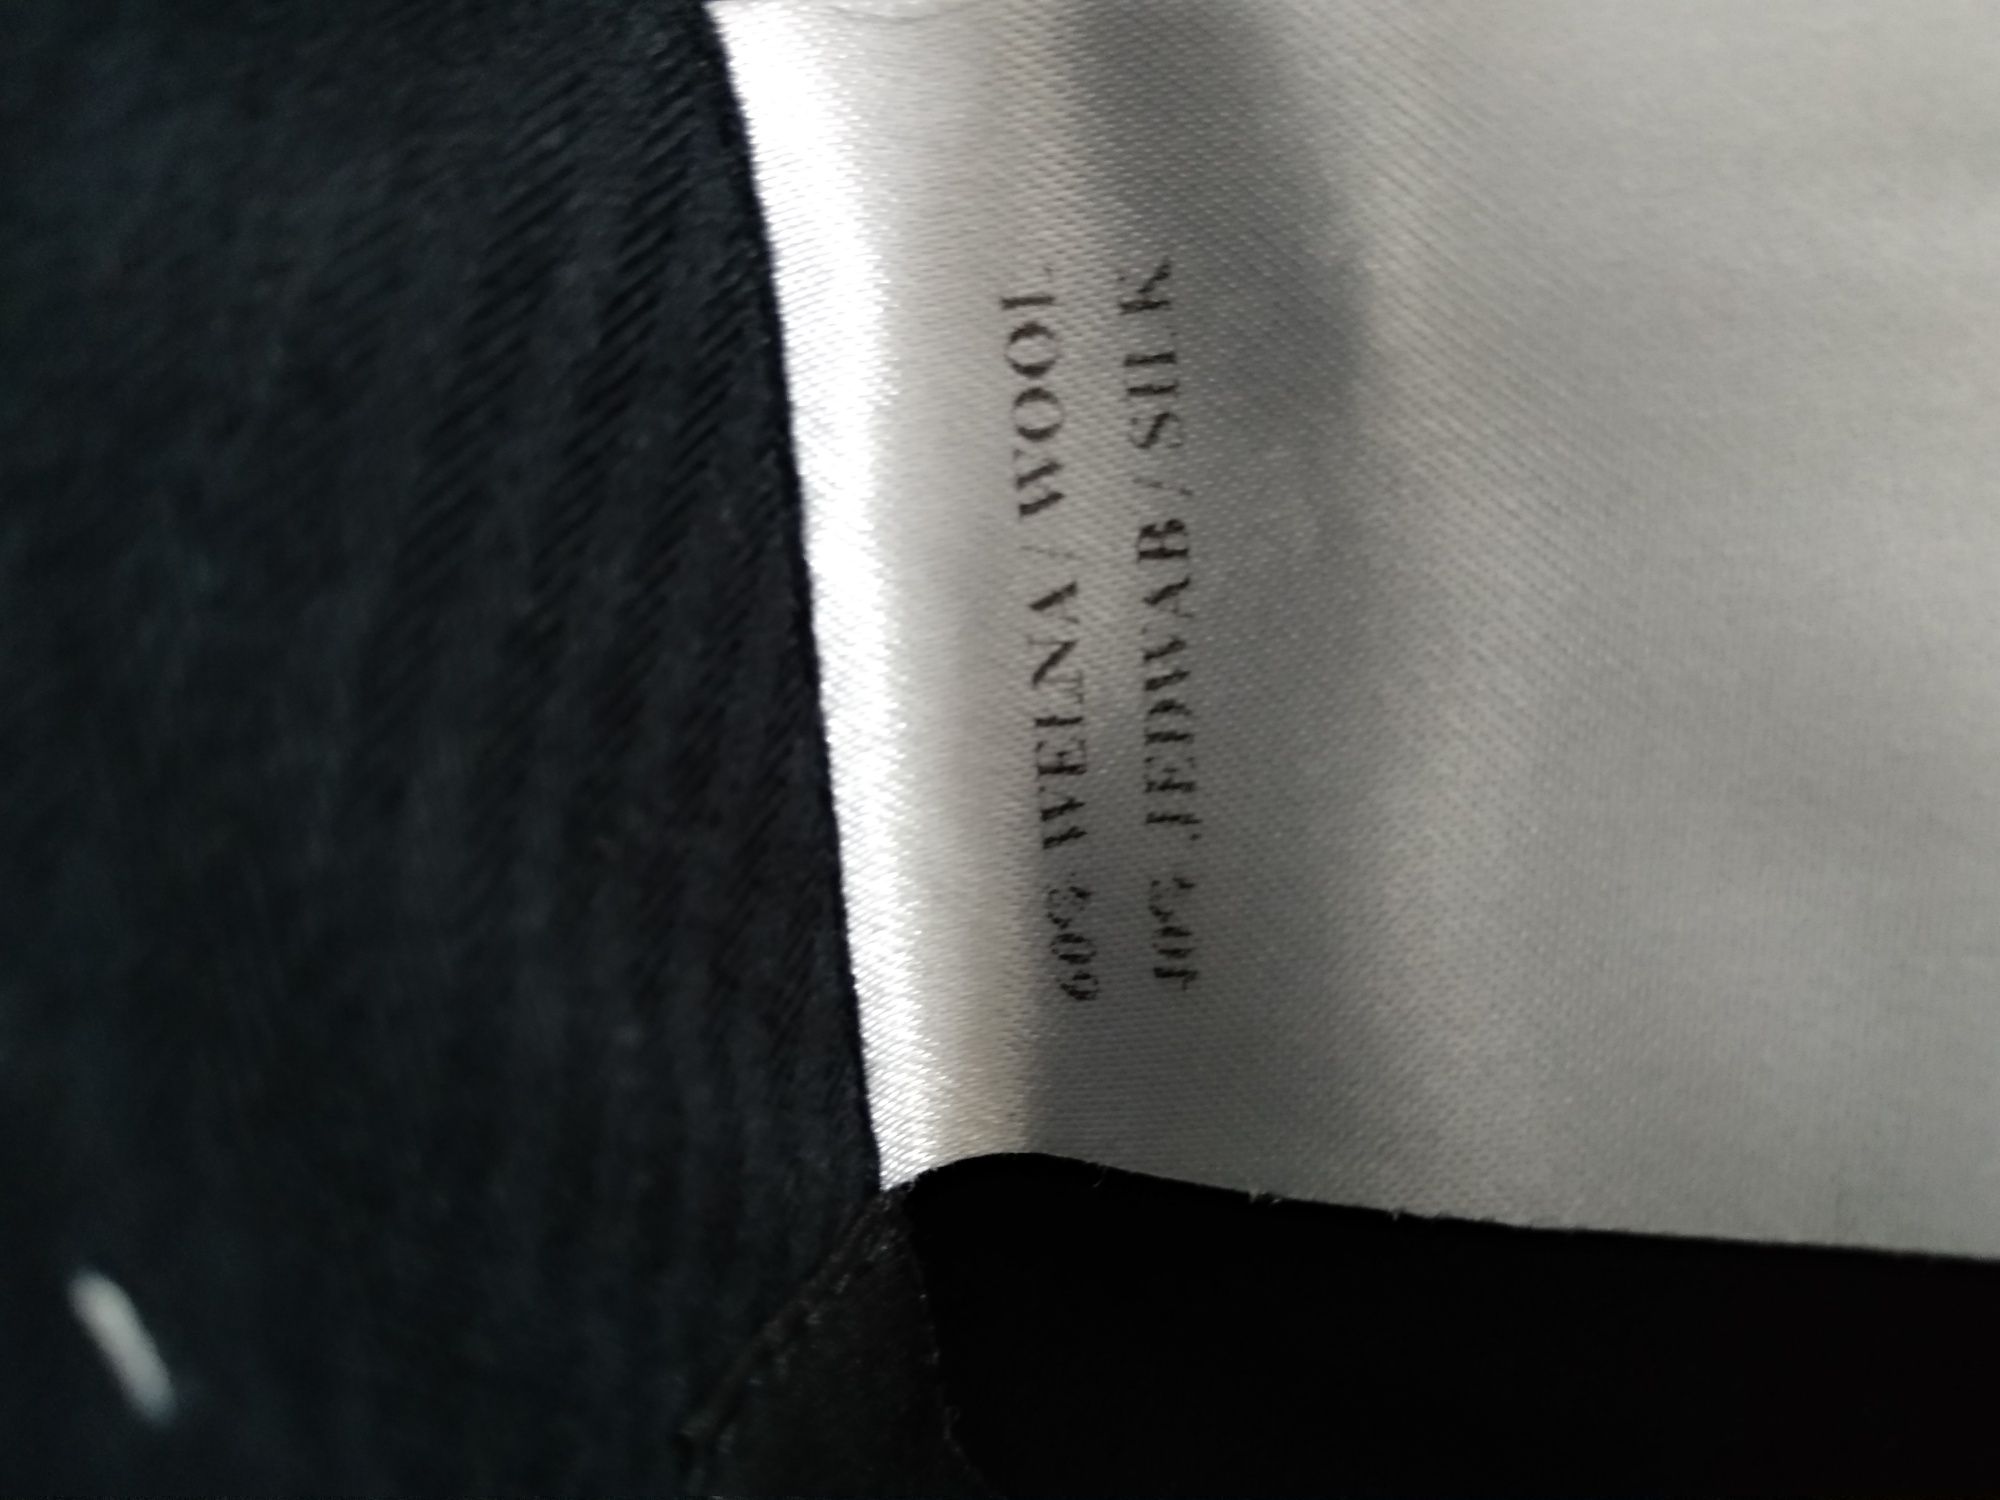 60% WEŁNA / WOOL
40% JEDWAB / SILK